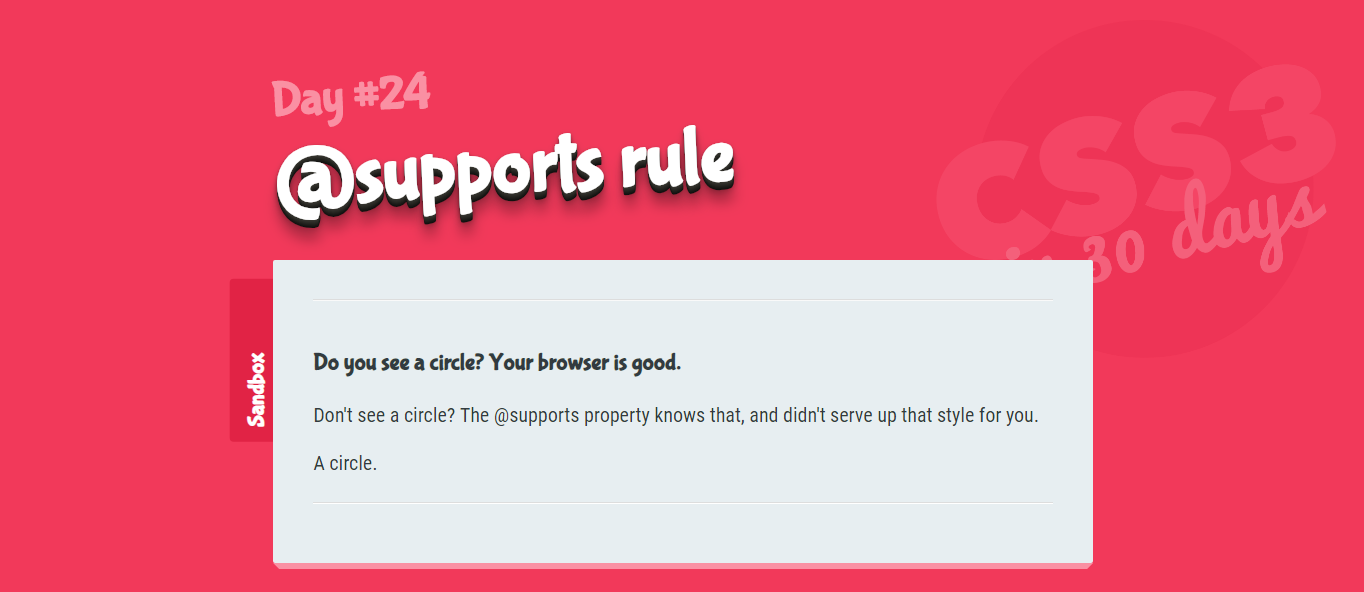 Day #24
@supports rule
CSS3
30 days
Sandbox
Do you see a circle? Your browser is good.
Don't see a circle? The @supports property knows that, and didn't serve up that style for you.
A circle.